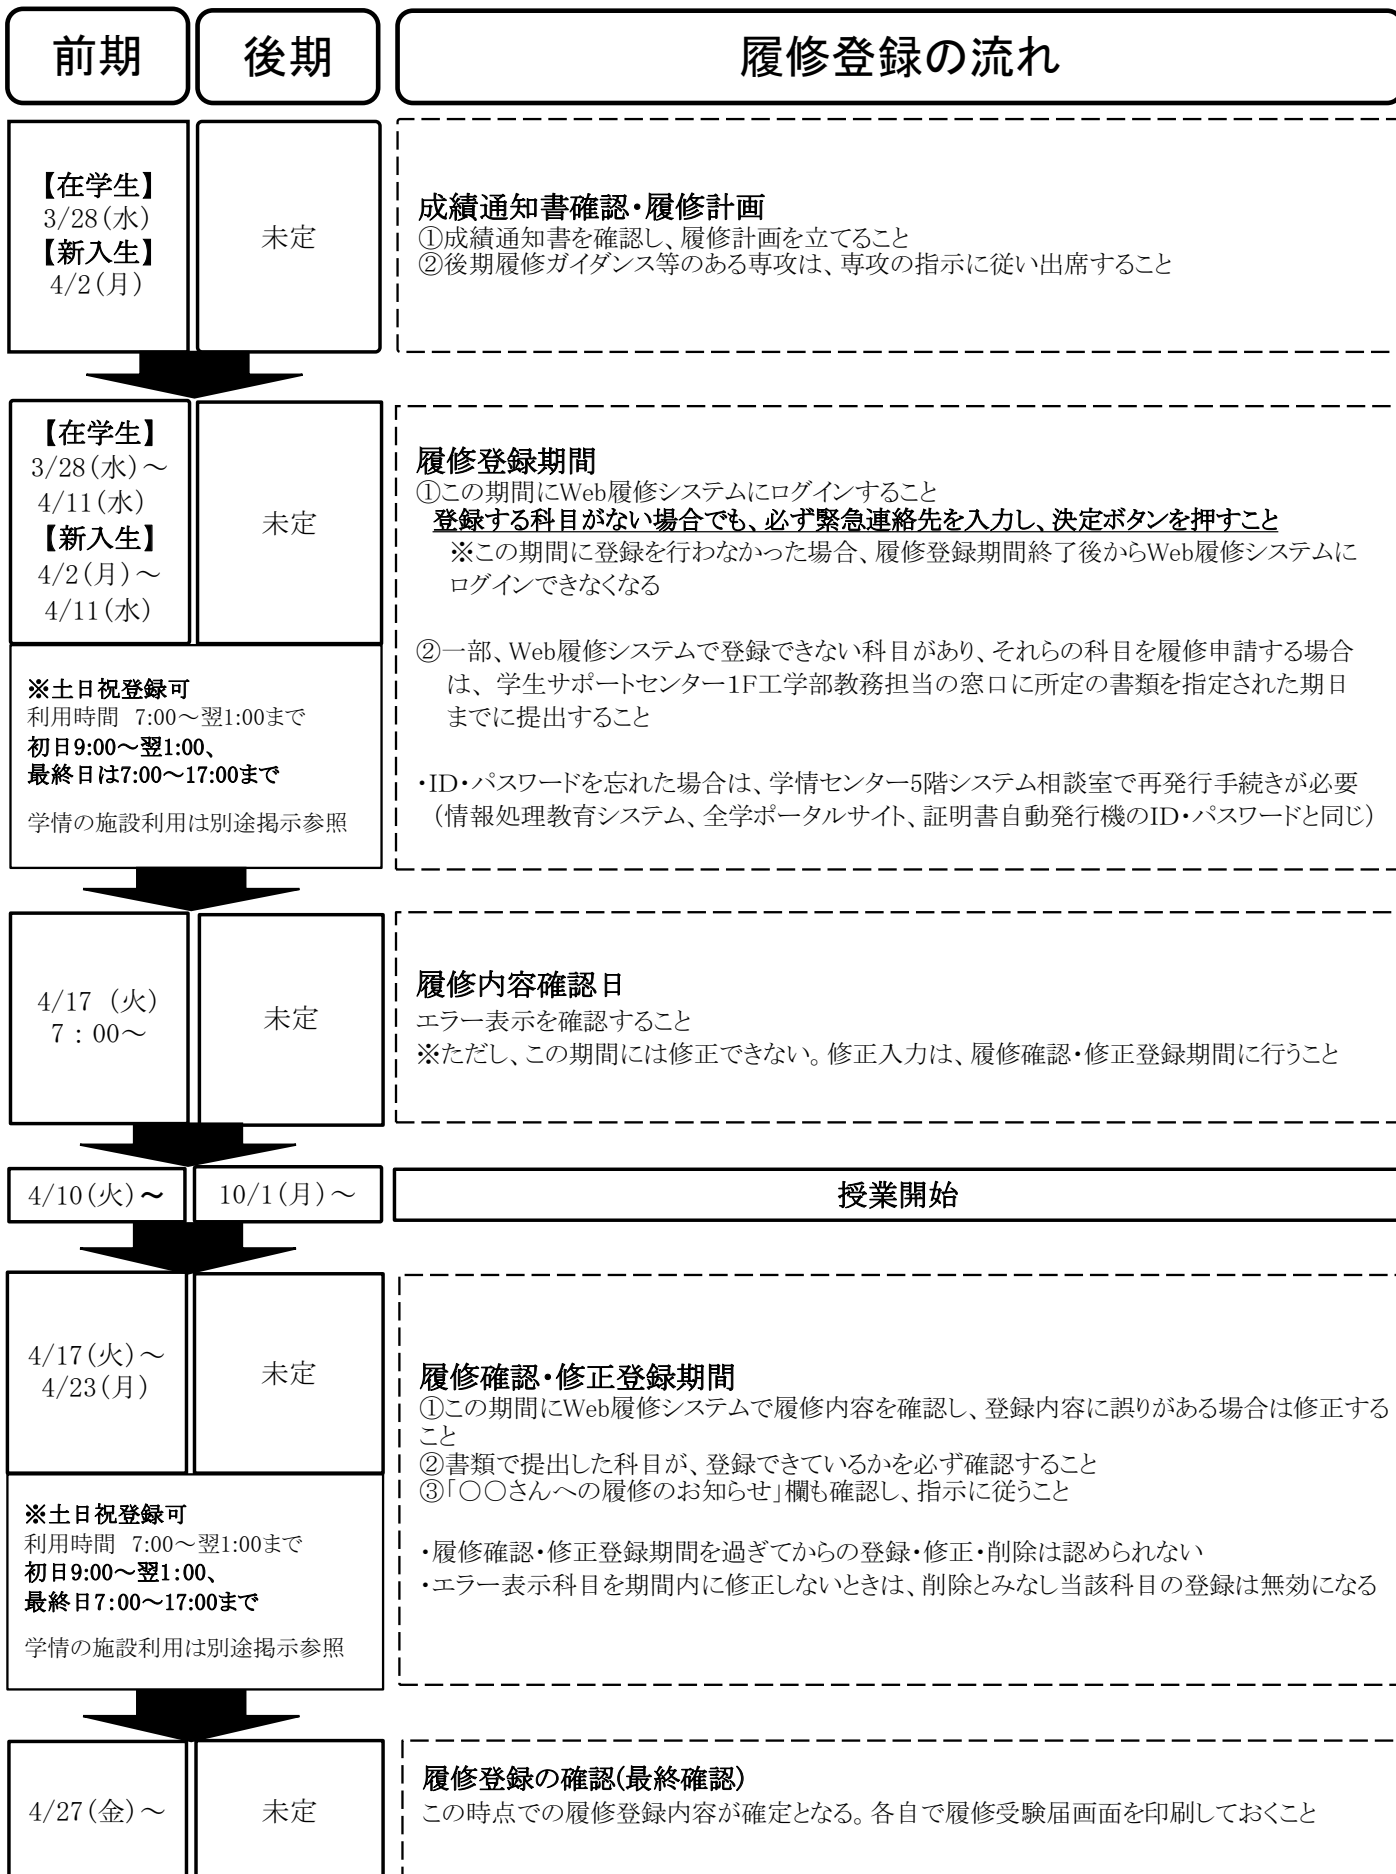 前期
後期
履修登録の流れ
【在学生】
3/28(水)
【新入生】
4/2(月)
未定
成績通知書確認・履修計画
①成績通知書を確認し、履修計画を立てること
②後期履修ガイダンス等のある専攻は、専攻の指示に従い出席すること
【在学生】
3/28(水)～
4/11(水)
【新入生】
4/2(月)～
4/11(水)
未定
※土日祝登録可
利用時間 7:00～翌1:00まで
初日9:00～翌1:00、
最終日は7:00～17:00まで
学情の施設利用は別途掲示参照
履修登録期間
①この期間にWeb履修システムにログインすること
登録する科目がない場合でも、必ず緊急連絡先を入力し、決定ボタンを押すこと
※この期間に登録を行わなかった場合、履修登録期間終了後からWeb履修システムに
ログインできなくなる
②一部、Web履修システムで登録できない科目があり、それらの科目を履修申請する場合
は、学生サポートセンター1F工学部教務担当の窓口に所定の書類を指定された期日
までに提出すること
・ID・パスワードを忘れた場合は、学情センター5階システム相談室で再発行手続きが必要
(情報処理教育システム、全学ポータルサイト、証明書自動発行機のID・パスワードと同じ)
4/17 (火)
7：00～
未定
履修内容確認日
エラー表示を確認すること
※ただし、この期間には修正できない。修正入力は、履修確認・修正登録期間に行うこと
4/10(火)～
10/1(月)～
授業開始
4/17(火)～
4/23(月)
未定
※土日祝登録可
利用時間 7:00～翌1:00まで
初日9:00～翌1:00、
最終日7:00～17:00まで
学情の施設利用は別途掲示参照
履修確認・修正登録期間
①この期間にWeb履修システムで履修内容を確認し、登録内容に誤りがある場合は修正する
こと
②書類で提出した科目が、登録できているかを必ず確認すること
③「○○さんへの履修のお知らせ」欄も確認し、指示に従うこと
・履修確認・修正登録期間を過ぎてからの登録・修正・削除は認められない
・エラー表示科目を期間内に修正しないときは、削除とみなし当該科目の登録は無効になる
4/27(金)～
未定
履修登録の確認(最終確認)
この時点での履修登録内容が確定となる。各自で履修受験届画面を印刷しておくこと